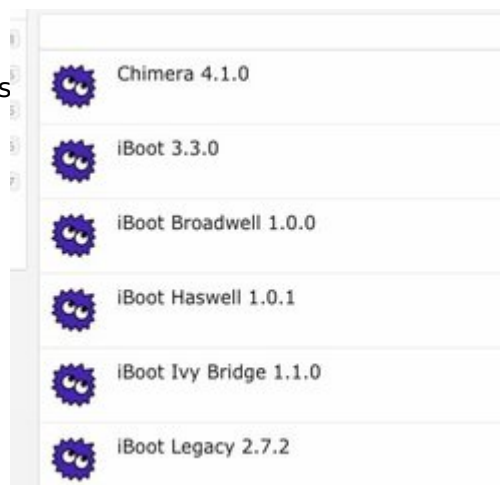 s
Chimera 4.1.0
iBoot 3.3.0
iBoot Broadwell 1.0.0
iBoot Haswell 1.0.1
iBoot Ivy Bridge 1.1.0
iBoot Legacy 2.7.2